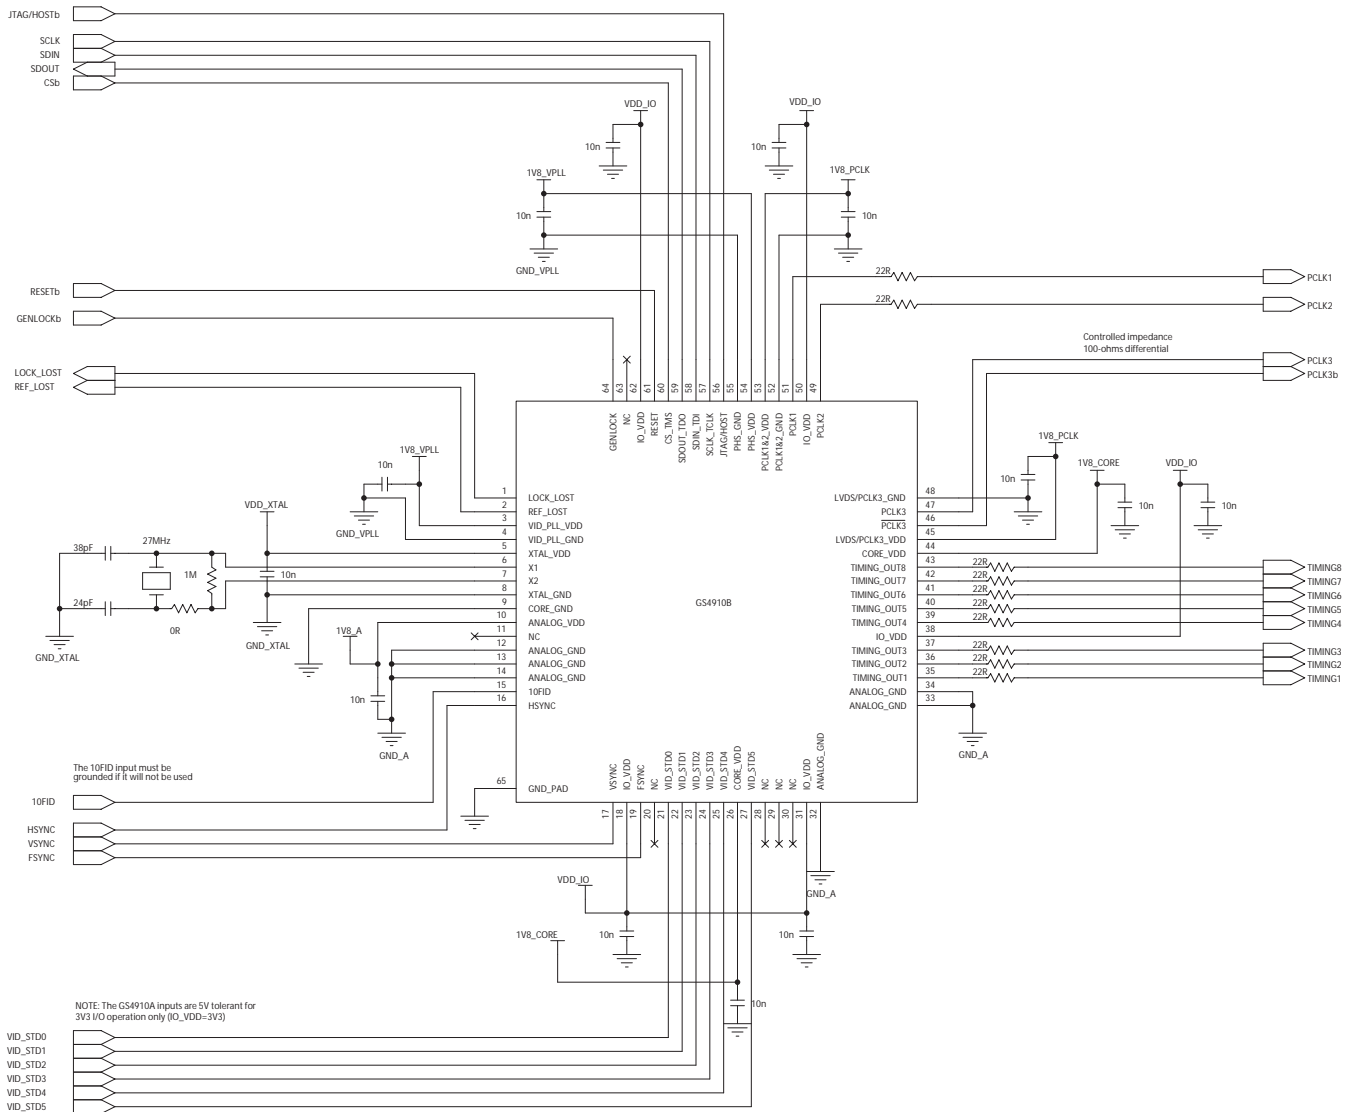 JTAG/HOSTb
SCLK
SDIN
SDOUT
CSb
VDD_IO
10n
VDD_IO
10n
1V8_VPLL
10n
GND_VPLL
1V8_PCLK
10n
RESETb
GENLOCKb
LOCK_LOST
REF_LOST
22R
PCLK1
22R
PCLK2
Controlled impedance
100-ohms differential
PCLK3
PCLK3b
64
63
62
61
60
59
58
57
56
55
54
53
52
51
50
49
GENLOCK
NC
IO_VDD
RESET
CS_TMS
SDOUT_TDO
SDIN_TDI
SCLK_TCLK
JTAG/HOST
PHS_GND
PHS_VDD
PCLK1&2_VDD
PCLK1&2_GND
PCLK1
IO_VDD
PCLK2
1V8_VPLL
10n
GND_VPLL
VDD_XTAL
27MHz
38pF
1M
10n
24pF
0R
GND_XTAL
GND_XTAL
1V8_A
10n
GND_A
1 LOCK_LOST
2 REF_LOST
3 VID_PLL_VDD
4 VID_PLL_GND
5 XTAL_VDD
6 X1
7 X2
8 XTAL_GND
9 CORE_GND
10 ANALOG_VDD
11 NC
12 ANALOG_GND
13 ANALOG_GND
14 ANALOG_GND
15 10FID
16 HSYNC
65 GND_PAD
GS4910B
LVDS/PCLK3_GND 48
PCLK3 47
PCLK3 46
LVDS/PCLK3_VDD 45
CORE_VDD 44
TIMING_OUT8 43 22R TIMING8
TIMING_OUT7 42 22R TIMING7
TIMING_OUT6 41 22R TIMING6
TIMING_OUT5 40 22R TIMING5
TIMING_OUT4 39 22R TIMING4
IO_VDD 38
TIMING_OUT3 37 22R TIMING3
TIMING_OUT2 36 22R TIMING2
TIMING_OUT1 35 22R TIMING1
ANALOG_GND 34
ANALOG_GND 33
GND_A
1V8_PCLK
10n
1V8_CORE
10n
VDD_IO
10n
The 10FID input must be
grounded if it will not be used
10FID
HSYNC
VSYNC
FSYNC
VSYNC
IO_VDD
FSYNC
NC
VID_STD0
VID_STD1
VID_STD2
VID_STD3
VID_STD4
CORE_VDD
VID_STD5
NC
NC
NC
IO_VDD
ANALOG_GND
17
18
19
20
21
22
23
24
25
26
27
28
29
30
31
32
GND_A
VDD_IO
10n
10n
1V8_CORE
10n
NOTE: The GS4910A inputs are 5V tolerant for
3V3 I/O operation only (IO_VDD=3V3)
VID_STD0
VID_STD1
VID_STD2
VID_STD3
VID_STD4
VID_STD5